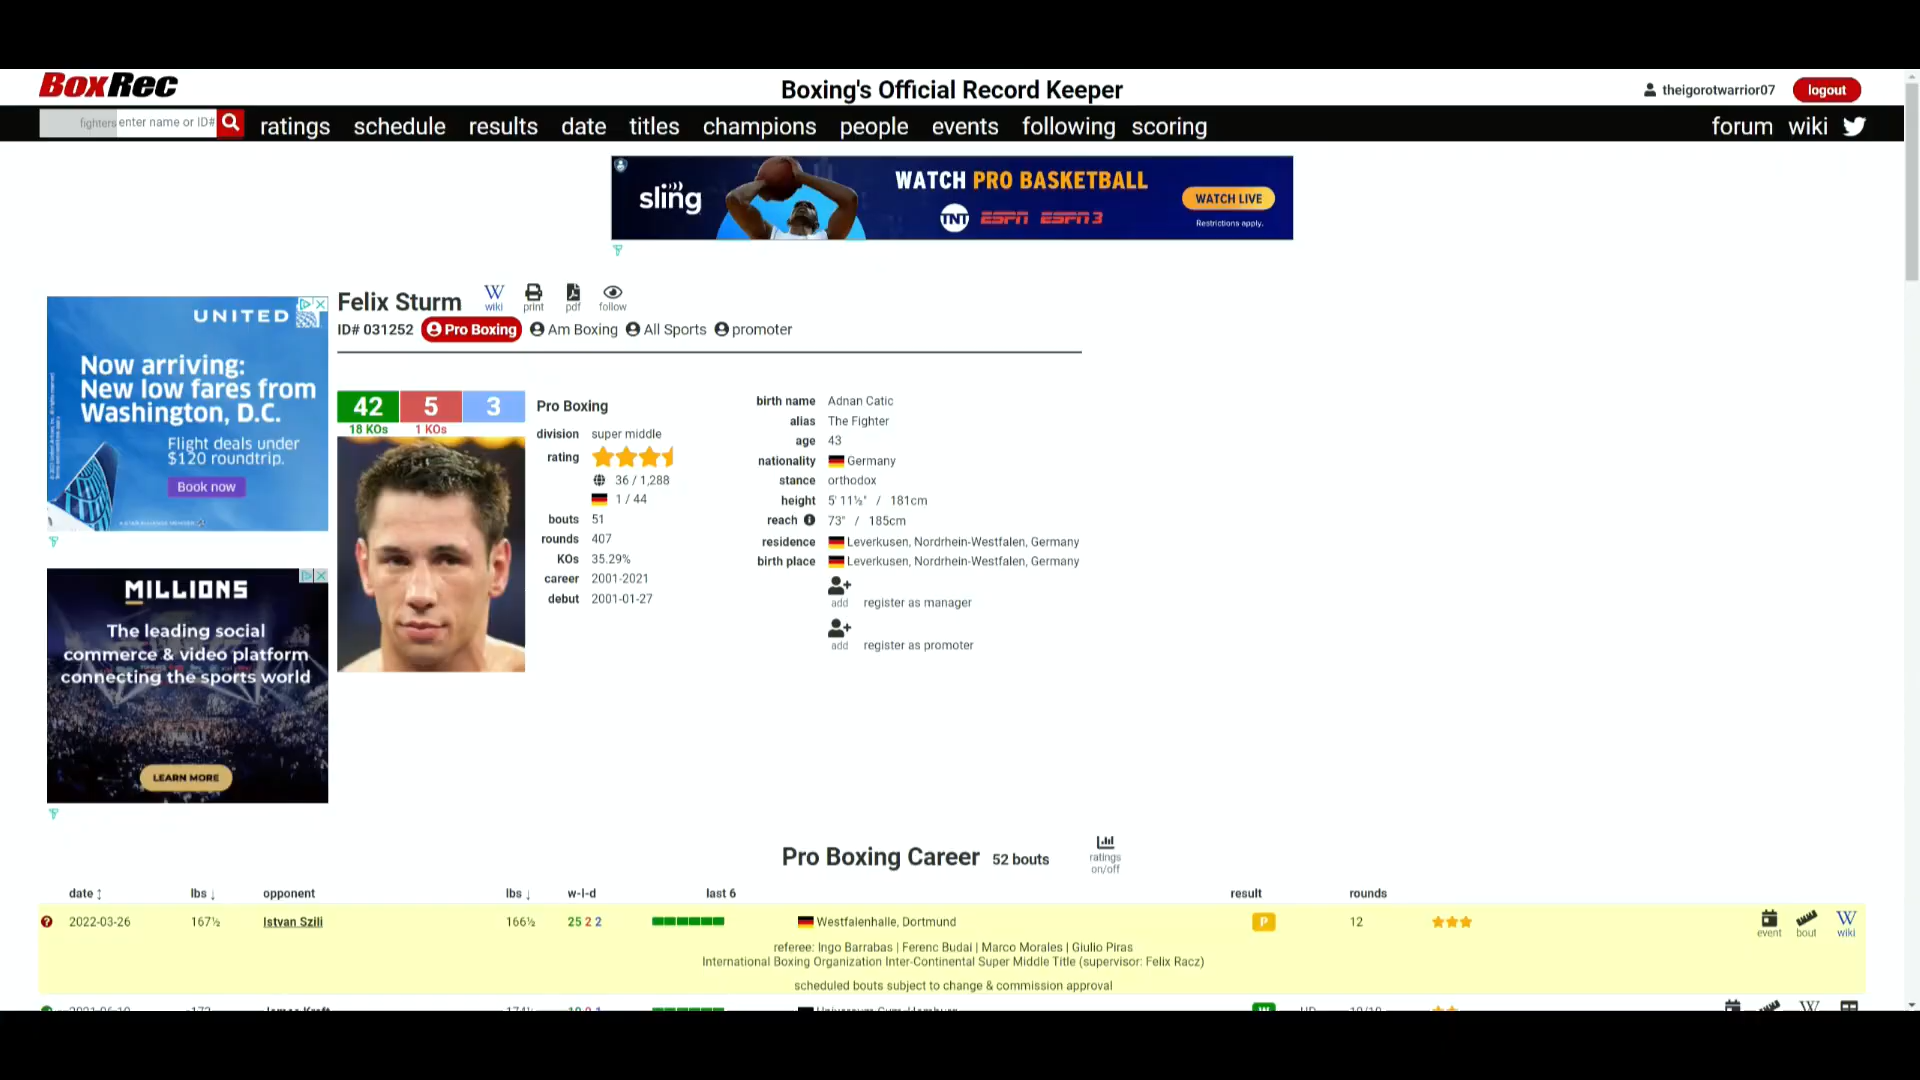 BoxRec
Boxing's Official Record Keeper
theigorotwarrior07
logout
fighters
enter name or ID#
ratings
schedule
results
date
titles
champions
people
events
following
scoring
forum
wiki
sling
WATCH PRO BASKETBALL
TNT ESPN ESPN 3
WATCH LIVE
Restrictions apply.
UNITED
Now arriving:
New low fares from
Washington, D.C.
Flight deals under
$120 roundtrip.
Book now
MILLIONS
The leading social
commerce & video platform
connecting the sports world
LEARN MORE
Felix Sturm
wiki
print
pdf
follow
ID# 031252
Pro Boxing
Am Boxing
All Sports
promoter
42 5 3
18 KOs 1 KOs
Pro Boxing
division super middle
rating
36 / 1,288
1 / 44
bouts 51
rounds 407
KOs 35.29%
career 2001-2021
debut 2001-01-27
birth name Adnan Catic
alias The Fighter
age 43
nationality Germany
stance orthodox
height 5' 11½" / 181cm
reach 73" / 185cm
residence Leverkusen, Nordrhein-Westfalen, Germany
birth place Leverkusen, Nordrhein-Westfalen, Germany
add register as manager
add register as promoter
Pro Boxing Career 52 bouts
ratings
on/off
date lbs opponent lbs w-l-d last 6 result rounds
2022-03-26 167½ Istvan Szili 166½ 25 2 2 Westfalenhalle, Dortmund P 12
event bout wiki
referee: Ingo Barrabas | Ferenc Budai | Marco Morales | Giulio Piras
International Boxing Organization Inter-Continental Super Middle Title (supervisor: Felix Racz)
scheduled bouts subject to change & commission approval